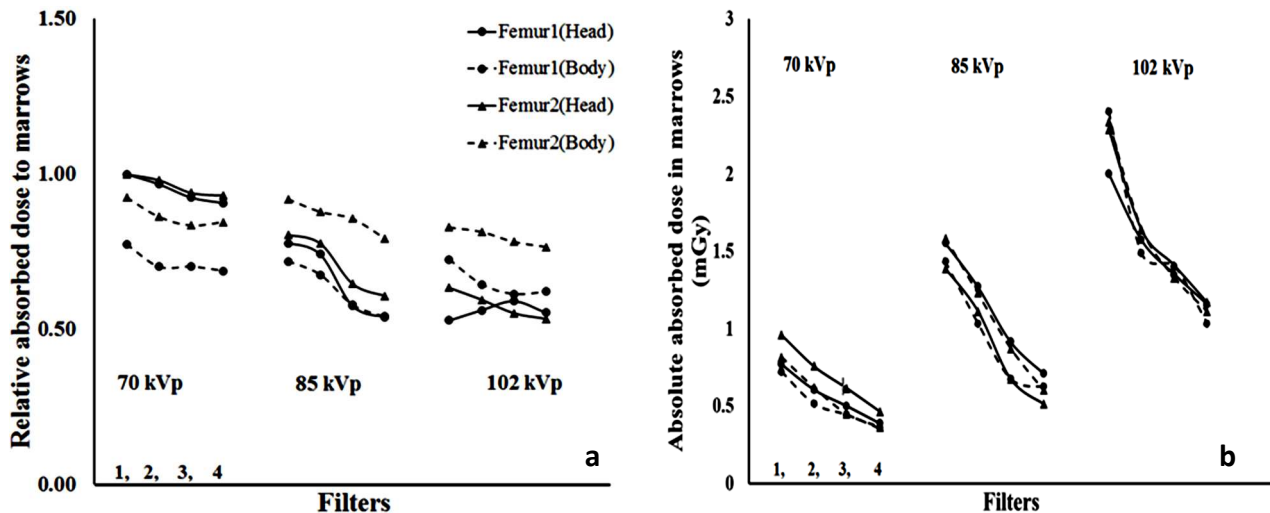 Relative absorbed dose to marrows
1.50
1.00
0.50
0.00
Femur1(Head)
Femur1(Body)
Femur2(Head)
Femur2(Body)
70 kVp
85 kVp
102 kVp
1, 2, 3, 4
a
Filters
Absolute absorbed dose in marrows
(mGy)
3
2.5
2
1.5
1
0.5
0
70 kVp
85 kVp
102 kVp
1, 2, 3, 4
b
Filters